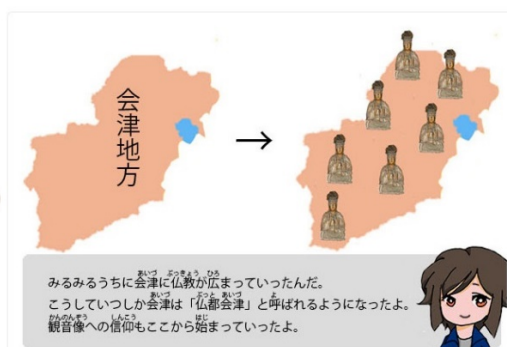 会津地方
→
みるみるうちに会津に仏教が広まっていったんだ。
こうしていつしか会津は「仏都会津」と呼ばれるようになったよ。
観音像への信仰もここから始まっていったよ。